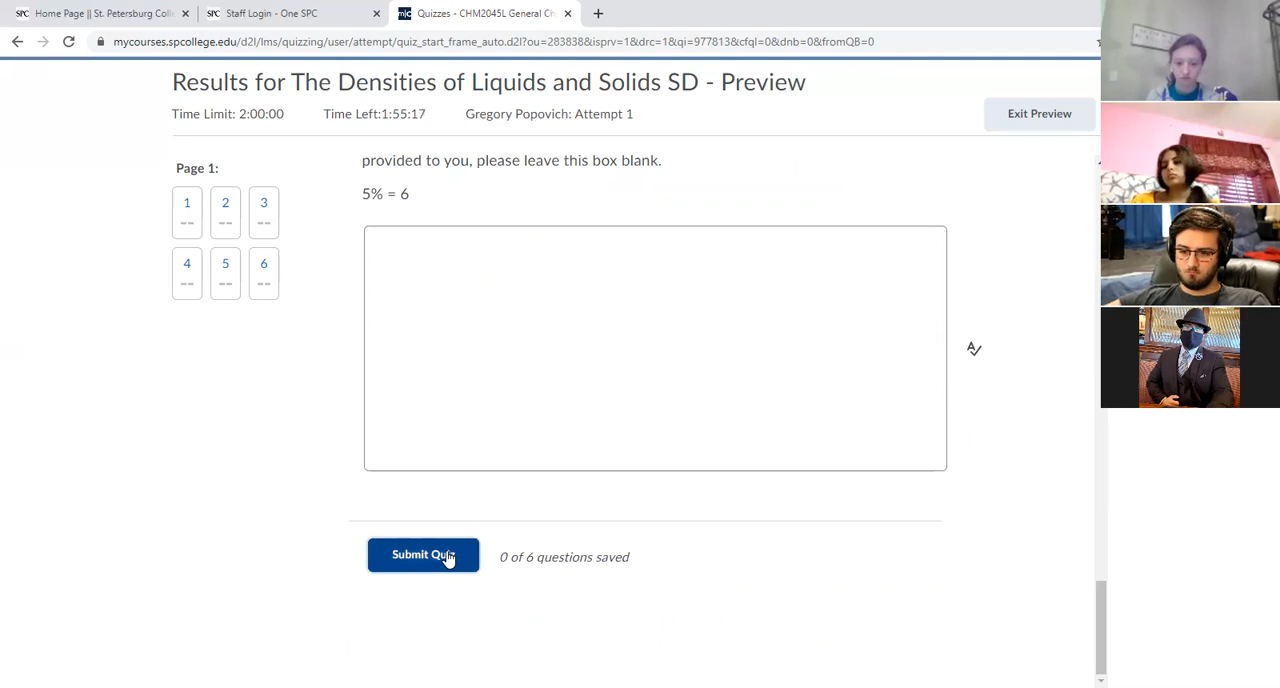 SPC Home Page || St. Petersburg Coll
SPC Staff Login - One SPC
Quizzes - CHM2045L General Ch
mycourses.spcollege.edu/d2l/lms/quizzing/user/attempt/quiz_start_frame_auto.d2l?ou=283838&isprv=1&drc=1&qi=977813&cfql=0&dnb=0&fromQB=0
Results for The Densities of Liquids and Solids SD - Preview
Time Limit: 2:00:00 Time Left:1:55:17 Gregory Popovich: Attempt 1
Exit Preview
Page 1:
1 2 3
-- -- --
4 5 6
-- -- --
provided to you, please leave this box blank.
5% = 6
Submit Quiz
0 of 6 questions saved